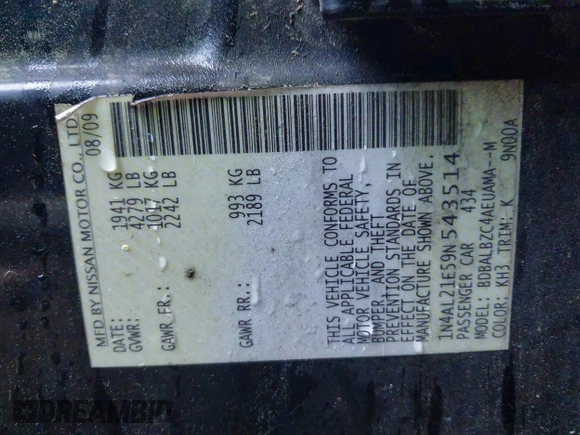 MFD BY NISSAN MOTOR CO., LTD.
DATE: 08/09
GVWR: 1941 KG
4279 LB
GAWR FR.: 1017 KG
2242 LB
GAWR RR.: 993 KG
2189 LB
THIS VEHICLE CONFORMS TO
ALL APPLICABLE FEDERAL
MOTOR VEHICLE SAFETY,
BUMPER, AND THEFT
PREVENTION STANDARDS IN
EFFECT ON THE DATE OF
MANUFACTURE SHOWN ABOVE.
1N4AL21E59N543514
PASSENGER CAR 434
MODEL: BDBALBZC4AEUAMA--M
COLOR: KH3 TRIM: K 9N00A
DREAMBID